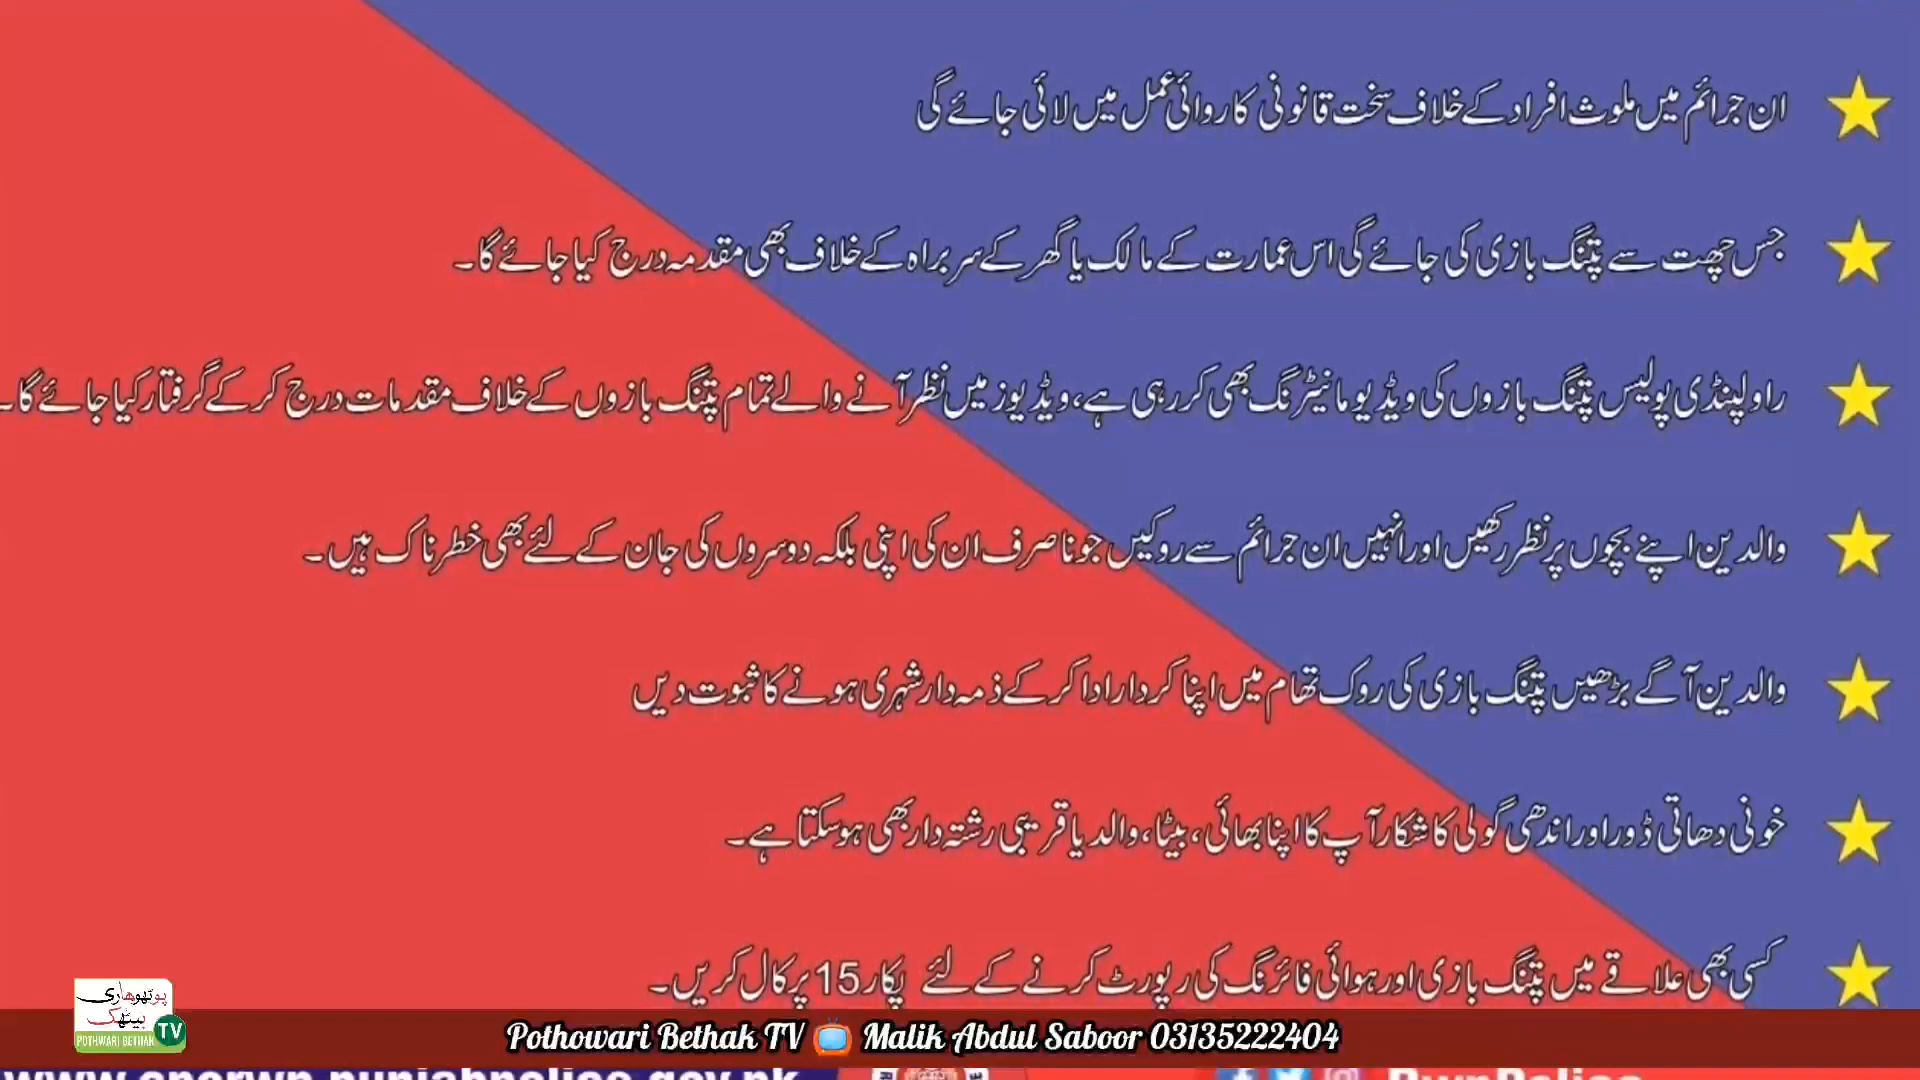 ان جرائم میں ملوث افراد کے خلاف سخت قانونی کاروائی عمل میں لائی جائے گی
جس چھت سے پتنگ بازی کی جائے گی اس عمارت کے مالک یا گھر کے سربراہ کے خلاف بھی مقدمہ درج کیا جائے گا۔
راولپنڈی پولیس پتنگ بازوں کی ویڈیو مانیٹرنگ بھی کر رہی ہے، ویڈیوز میں نظر آنے والے تمام پتنگ بازوں کے خلاف مقدمات درج کر کے گرفتار کیا جائے گا۔
والدین اپنے بچوں پر نظر رکھیں اور انہیں ان جرائم سے روکیں جو نا صرف ان کی اپنی بلکہ دوسروں کی جان کے لئے بھی خطرناک ہیں۔
والدین آگے بڑھیں پتنگ بازی کی روک تھام میں اپنا کردار ادا کر کے ذمہ دار شہری ہونے کا ثبوت دیں
خونی دھاتی ڈور اور اندھی گولی کا شکار آپ کا اپنا بھائی، بیٹا، والد یا قریبی رشتہ دار بھی ہو سکتا ہے۔
کسی بھی علاقے میں پتنگ بازی اور ہوائی فائرنگ کی رپورٹ کرنے کے لئے پکار 15 پر کال کریں۔
پوٹھوھاری
بیٹھک
TV
POTHWARI BETHAK
Pothowari Bethak TV 📺 Malik Abdul Saboor 03135222404